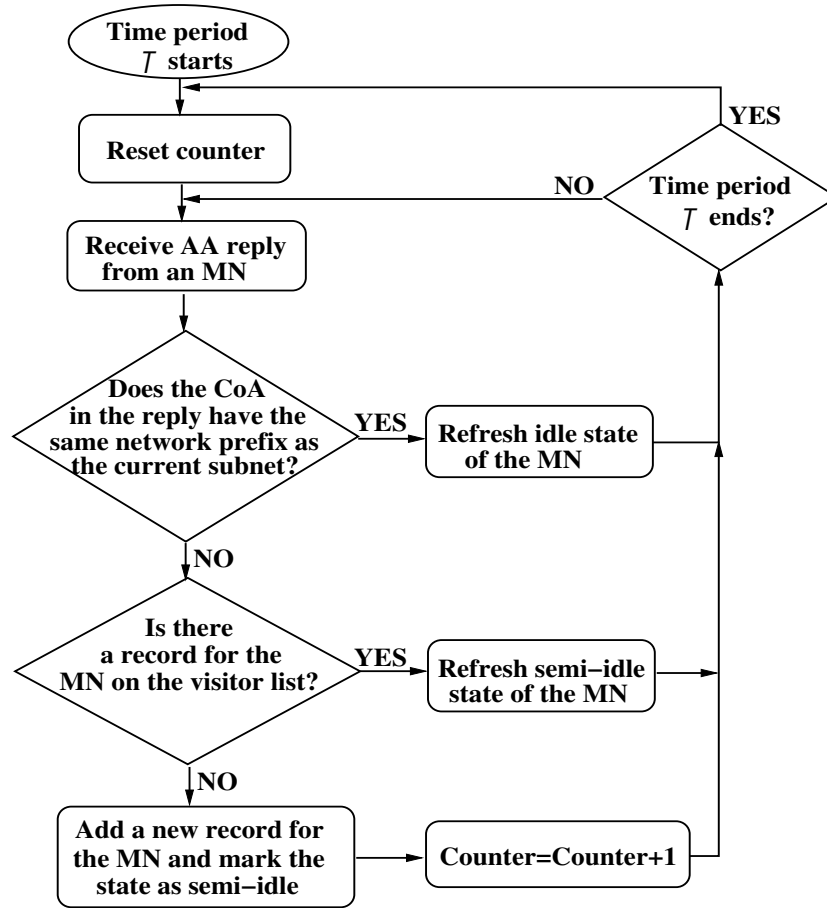 Time period
T starts
YES
Reset counter
NO
Time period
T ends?
Receive AA reply
from an MN
Does the CoA
in the reply have the
same network prefix as
the current subnet?
YES
Refresh idle state
of the MN
NO
Is there
a record for the
MN on the visitor list?
YES
Refresh semi−idle
state of the MN
NO
Add a new record for
the MN and mark the
state as semi−idle
Counter=Counter+1